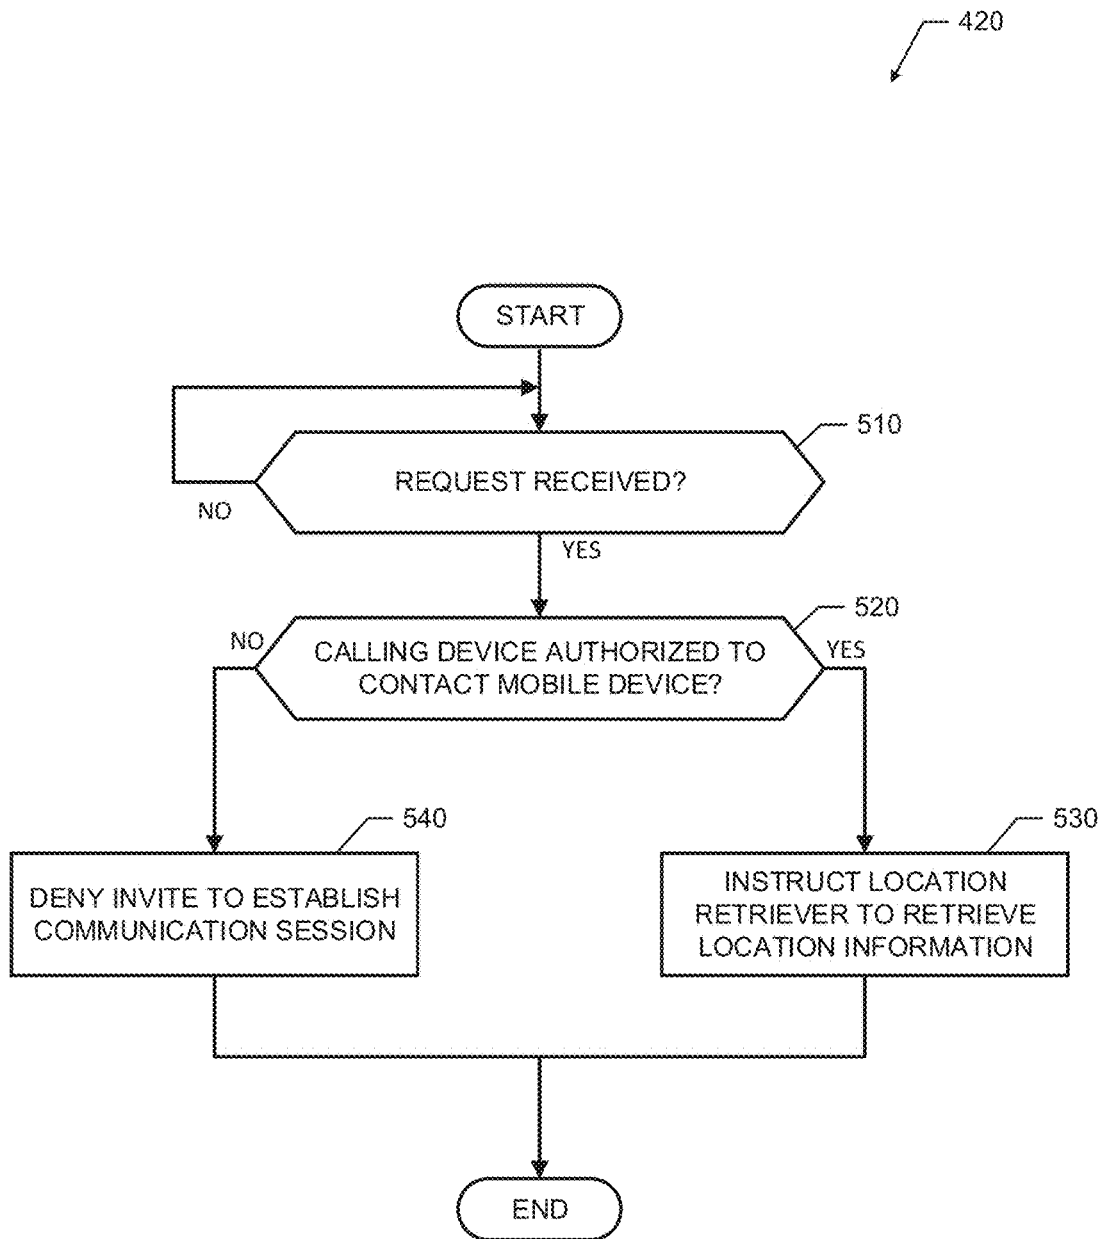 420
START
510
REQUEST RECEIVED?
NO
YES
520
NO
CALLING DEVICE AUTHORIZED TO
CONTACT MOBILE DEVICE?
YES
540
DENY INVITE TO ESTABLISH
COMMUNICATION SESSION
530
INSTRUCT LOCATION
RETRIEVER TO RETRIEVE
LOCATION INFORMATION
END